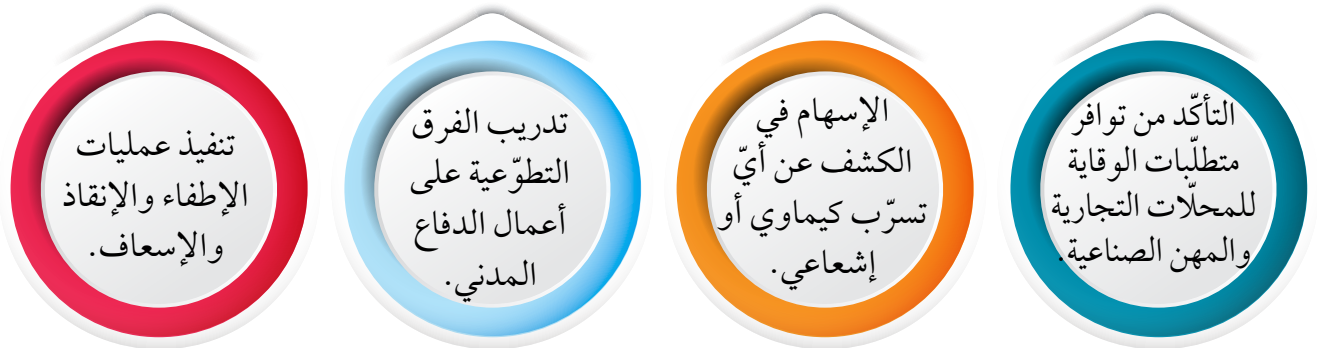 التأكّد من توافر
متطلّبات الوقاية
للمحلّات التجارية
والمهن الصناعية.
الإسهام في
الكشف عن أيّ
تسرّب كيماوي أو
إشعاعي.
تدريب الفرق
التطوّعية على
أعمال الدفاع
المدني.
تنفيذ عمليات
الإطفاء والإنقاذ
والإسعاف.